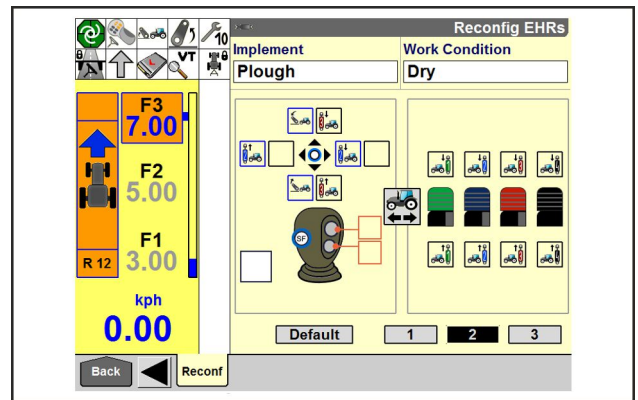 Reconfig EHRs
5
10
VT
Implement
Work Condition
Plough
Dry
F3
7.00
F2
5.00
F1
3.00
R 12
kph
0.00
SF
Default
1
2
3
Back
Reconf